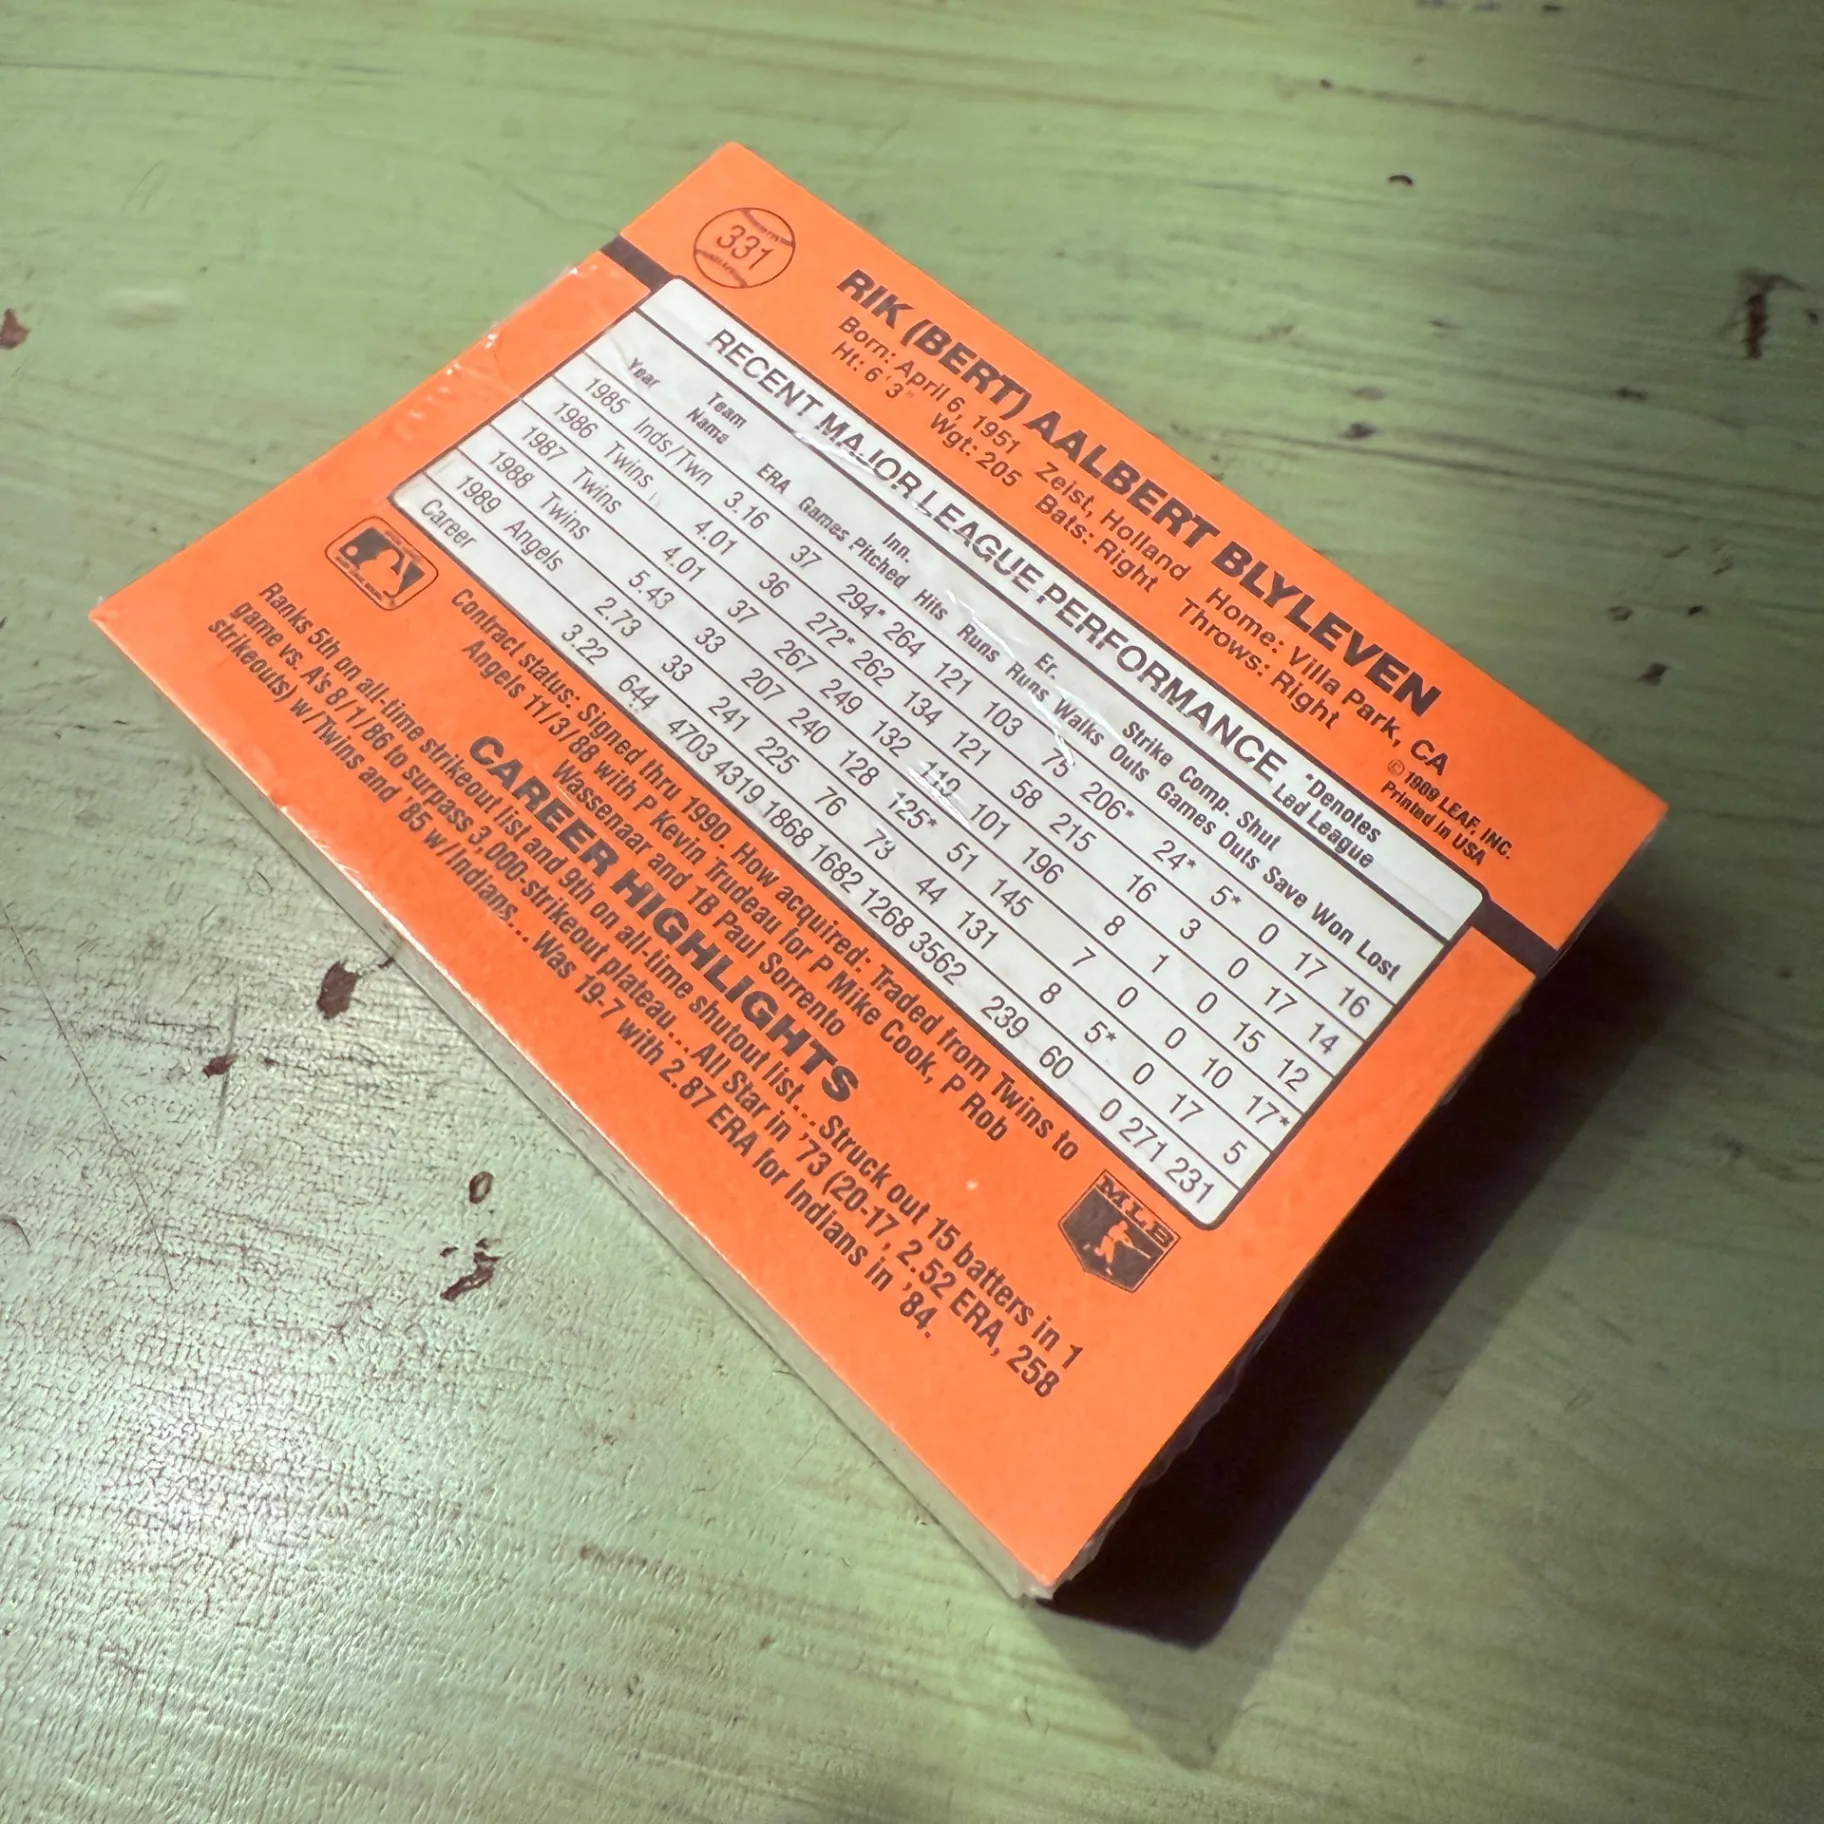 331
RIK (BERT) AALBERT BLYLEVEN
Born: April 6, 1951 Zeist, Holland Home: Villa Park, CA
Ht: 6'3" Wgt: 205 Bats: Right Throws: Right
© 1989 LEAF, INC.
Printed in USA
RECENT MAJOR LEAGUE PERFORMANCE *Denotes Led League
Year Team Name ERA Games Inn. Pitched Hits Runs Er. Runs Walks Strike Outs Comp. Games Shut Outs Save Won Lost
1985 Inds/Twn 3.16 37 294* 264 121 103 75 206* 24* 5* 0 17 16
1986 Twins 4.01 36 272* 262 134 121 58 215 16 3 0 17 14
1987 Twins 4.01 37 267 249 132 119 101 196 8 1 0 15 12
1988 Twins 5.43 33 207 240 128 125* 51 145 7 0 0 10 17*
1989 Angels 2.73 33 241 225 76 73 44 131 8 5* 0 17 5
Career 3.22 644 4703 4319 1868 1682 1268 3562 239 60 0 271 231
Contract status: Signed thru 1990. How acquired: Traded from Twins to
Angels 11/3/88 with P Kevin Trudeau for P Mike Cook, P Rob
Wassenaar and 1B Paul Sorrento
MLB
CAREER HIGHLIGHTS
Ranks 5th on all-time strikeout list and 9th on all-time shutout list... Struck out 15 batters in 1
game vs. A's 8/1/86 to surpass 3,000-strikeout plateau... All Star in '73 (20-17, 2.52 ERA, 258
strikeouts) w/Twins and '85 w/Indians... Was 19-7 with 2.87 ERA for Indians in '84.